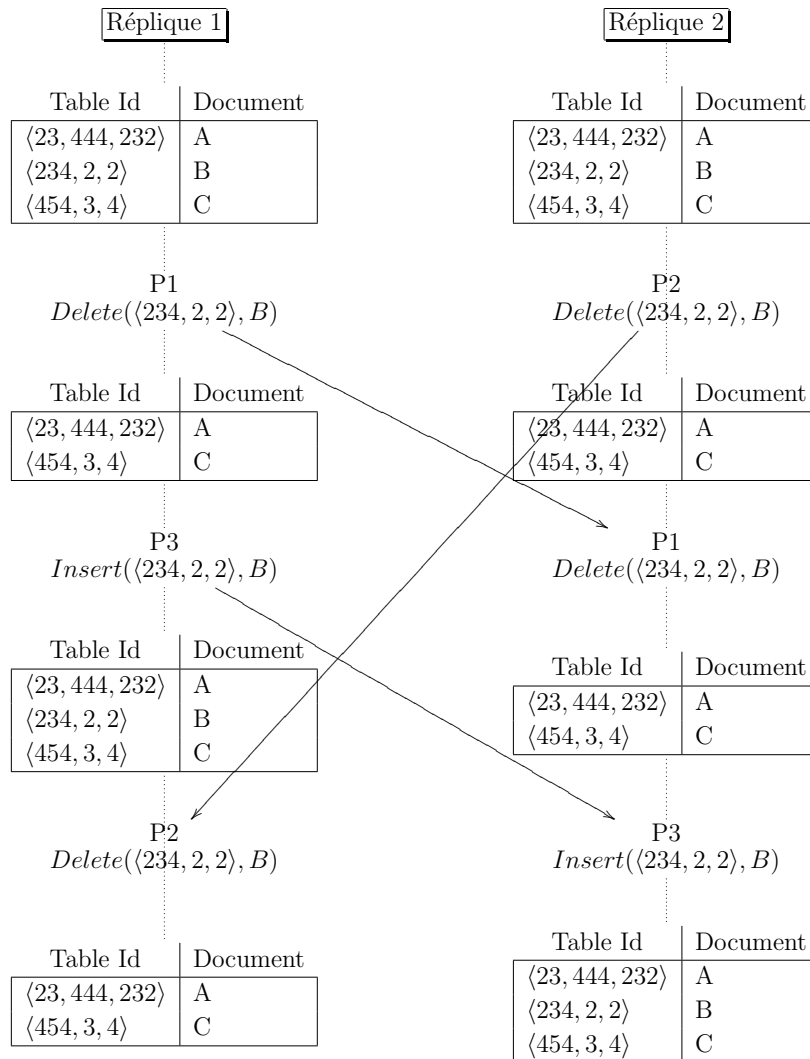 Réplique 1
Table Id Document
⟨23, 444, 232⟩ A
⟨234, 2, 2⟩ B
⟨454, 3, 4⟩ C
P1
Delete(⟨234, 2, 2⟩, B)
Table Id Document
⟨23, 444, 232⟩ A
⟨454, 3, 4⟩ C
P3
Insert(⟨234, 2, 2⟩, B)
Table Id Document
⟨23, 444, 232⟩ A
⟨234, 2, 2⟩ B
⟨454, 3, 4⟩ C
P2
Delete(⟨234, 2, 2⟩, B)
Table Id Document
⟨23, 444, 232⟩ A
⟨454, 3, 4⟩ C
Réplique 2
Table Id Document
⟨23, 444, 232⟩ A
⟨234, 2, 2⟩ B
⟨454, 3, 4⟩ C
P2
Delete(⟨234, 2, 2⟩, B)
Table Id Document
⟨23, 444, 232⟩ A
⟨454, 3, 4⟩ C
P1
Delete(⟨234, 2, 2⟩, B)
Table Id Document
⟨23, 444, 232⟩ A
⟨454, 3, 4⟩ C
P3
Insert(⟨234, 2, 2⟩, B)
Table Id Document
⟨23, 444, 232⟩ A
⟨234, 2, 2⟩ B
⟨454, 3, 4⟩ C